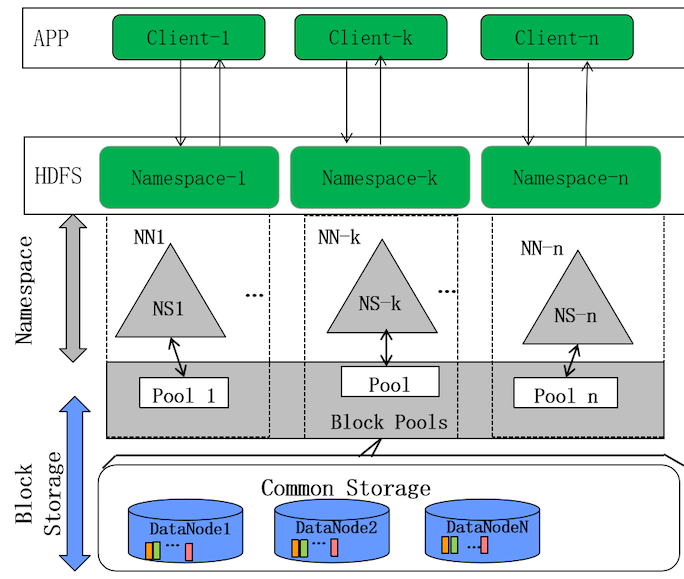 APP
Client-1
Client-k
Client-n
HDFS
Namespace-1
Namespace-k
Namespace-n
Namespace
NN1
NN-k
NN-n
NS1
...
NS-k
...
NS-n
Pool 1
Pool
Pool n
Block Pools
Block
Storage
Common Storage
DataNode1
DataNode2
DataNodeN
...
...
...